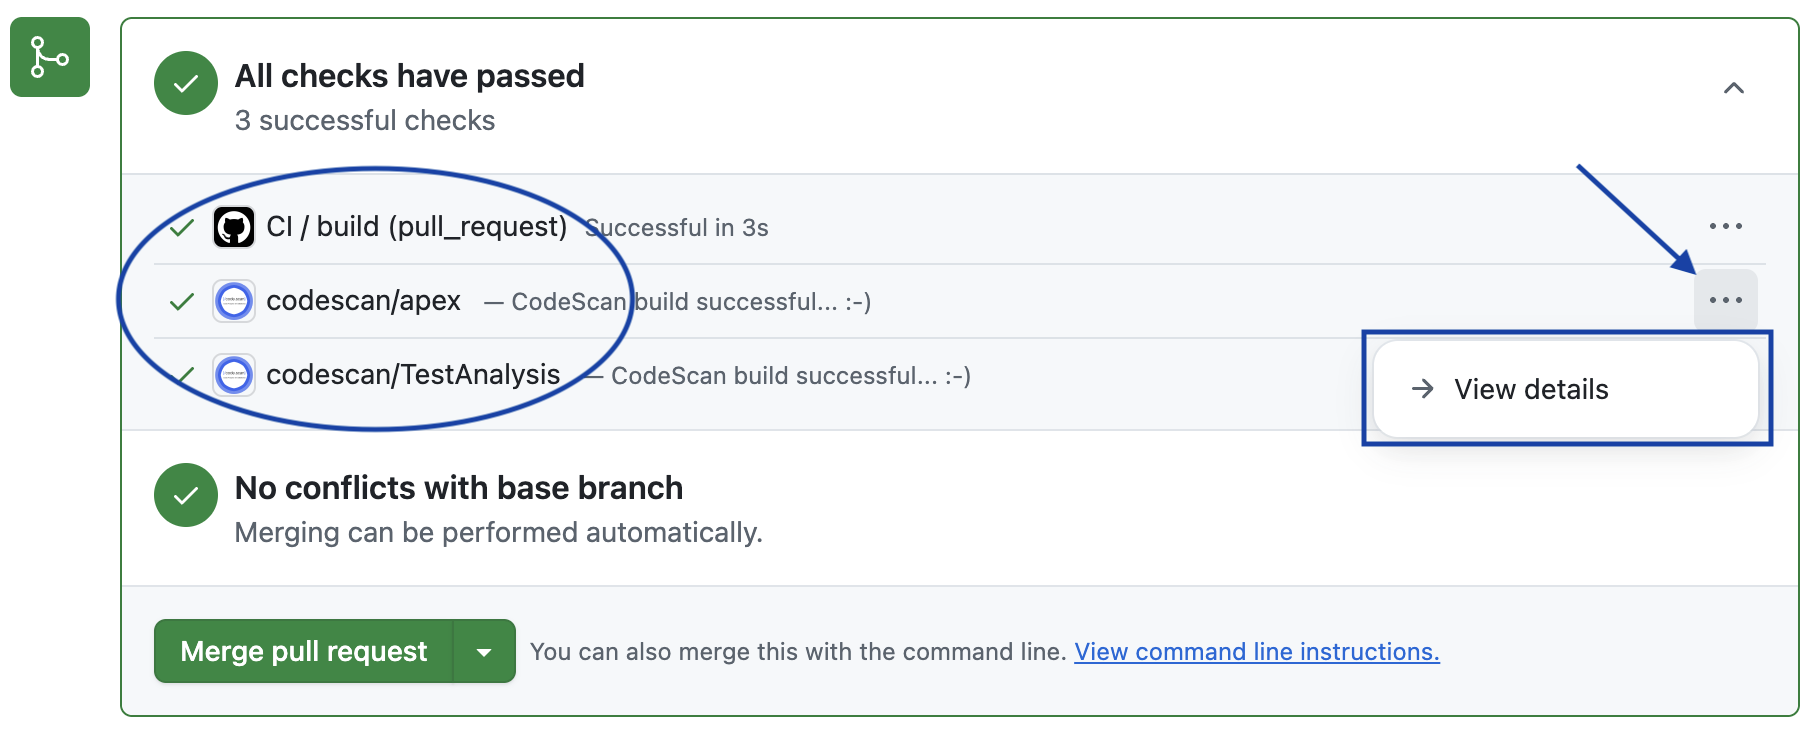 All checks have passed
3 successful checks
CI / build (pull_request) Successful in 3s
codescan/apex — CodeScan build successful... :-)
codescan/TestAnalysis — CodeScan build successful... :-)
View details
No conflicts with base branch
Merging can be performed automatically.
Merge pull request You can also merge this with the command line. View command line instructions.